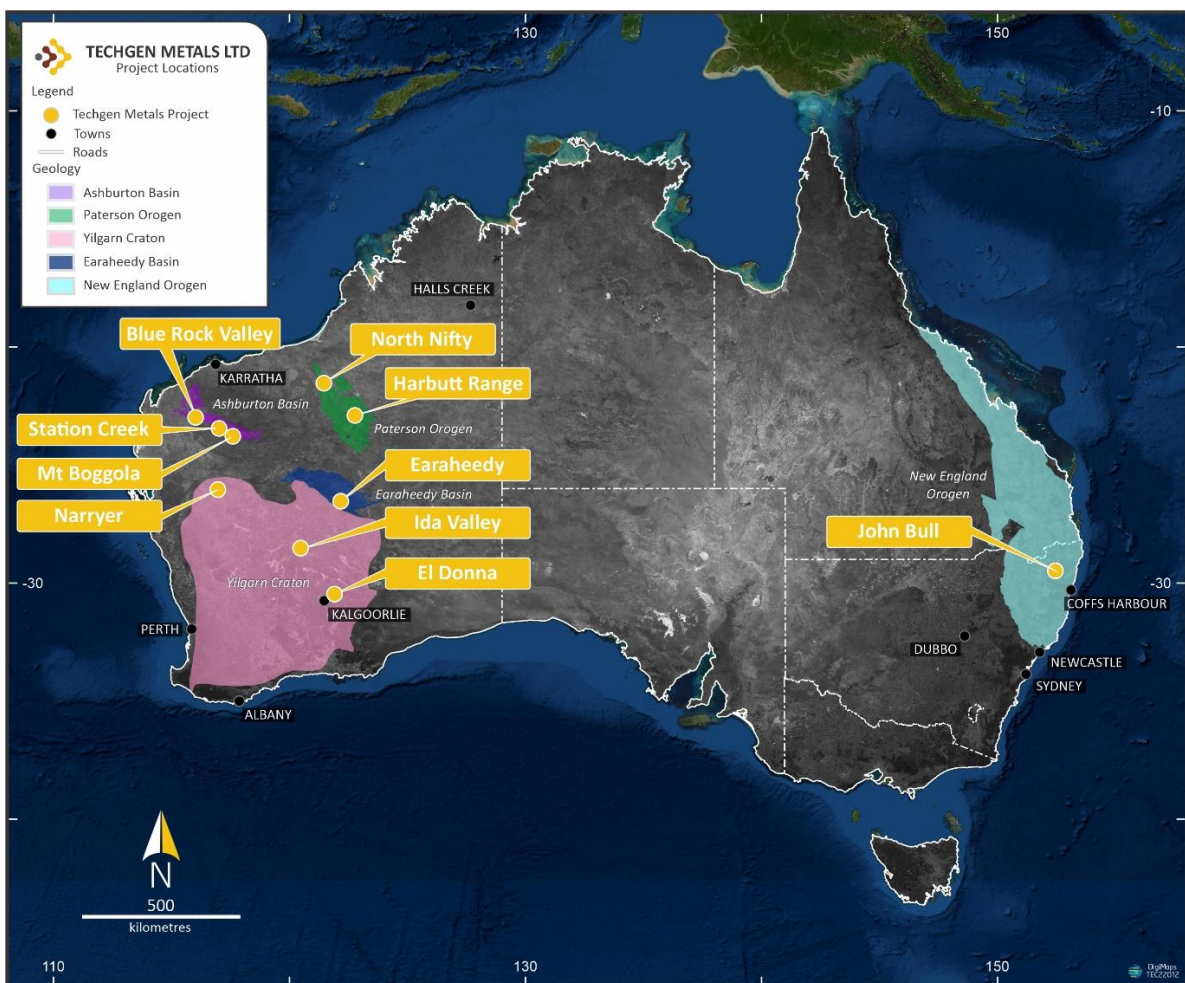 130
150
TECHGEN METALS LTD
Project Locations
Legend
Techgen Metals Project
Towns
Roads
Geology
Ashburton Basin
Paterson Orogen
Yilgarn Craton
Earaheedy Basin
New England Orogen
-10
HALLS CREEK
Blue Rock Valley
North Nifty
KARRATHA
Harbutt Range
Ashburton Basin
Station Creek
Paterson Orogen
Mt Boggola
Earaheedy
New England
Orogen
Earaheedy Basin
Narryer
Ida Valley
John Bull
El Donna
Yilgarn Craton
-30
-30
KALGOORLIE
COFFS HARBOUR
PERTH
DUBBO
NEWCASTLE
SYDNEY
ALBANY
N
500
kilometres
110
130
150
DigiMaps
TEC22012